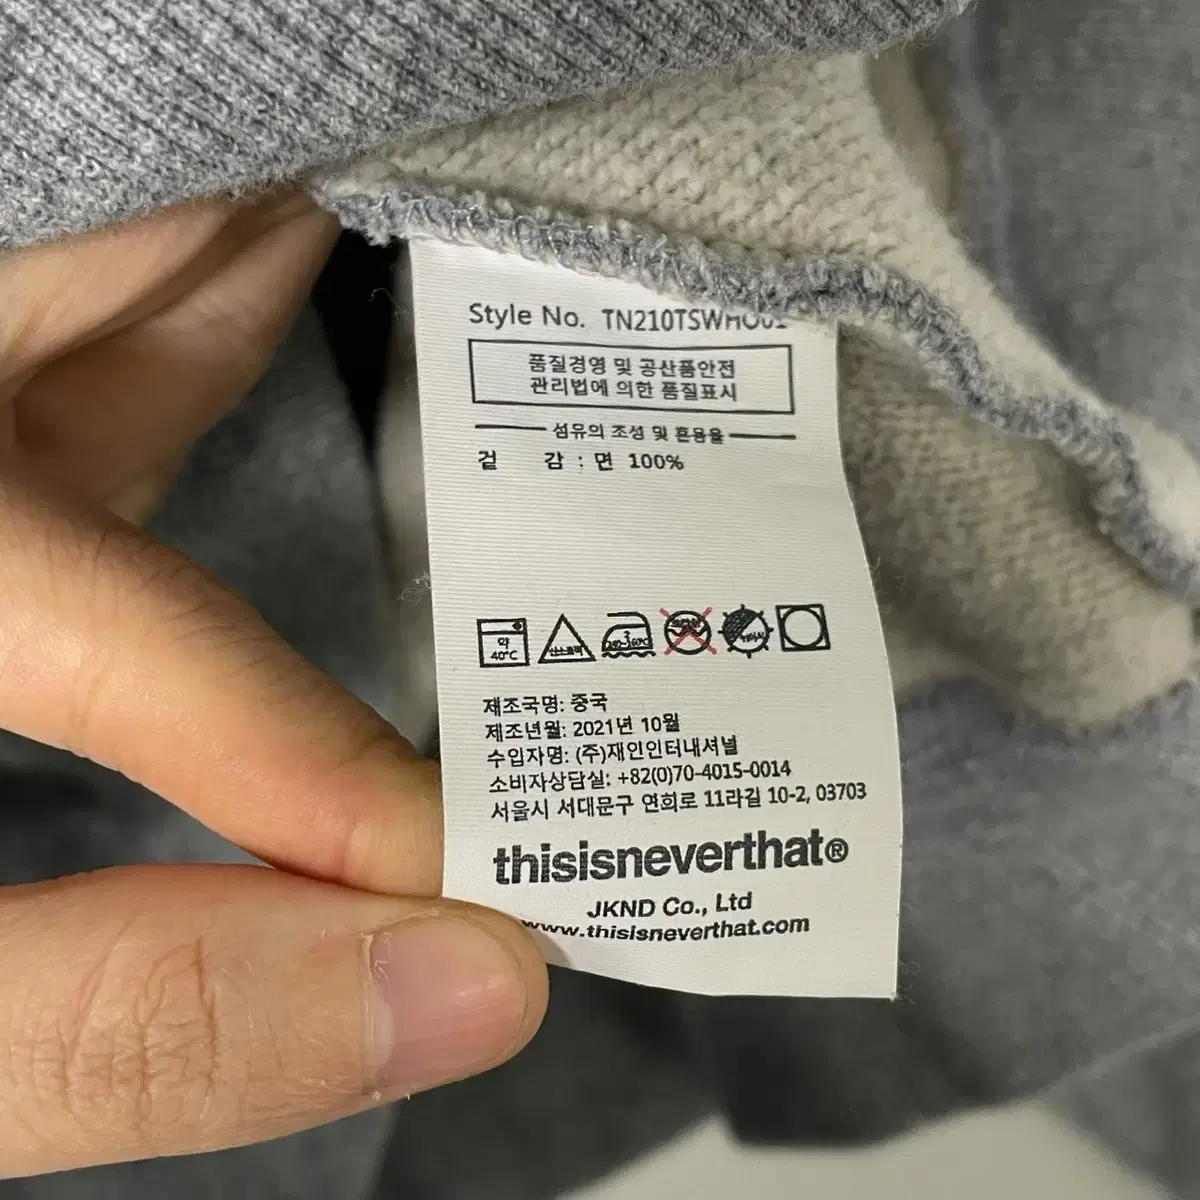 Style No. TN210TSWHO01
품질경영 및 공산품안전
관리법에 의한 품질표시
섬유의 조성 및 혼용율
겉 감 : 면 100%
약
40°C
산소표백
3
제조국명: 중국
제조년월: 2021년 10월
수입자명: (주)재인인터내셔널
소비자상담실: +82(0)70-4015-0014
서울시 서대문구 연희로 11라길 10-2, 03703
thisisneverthat®
JKND Co., Ltd
www.thisisneverthat.com